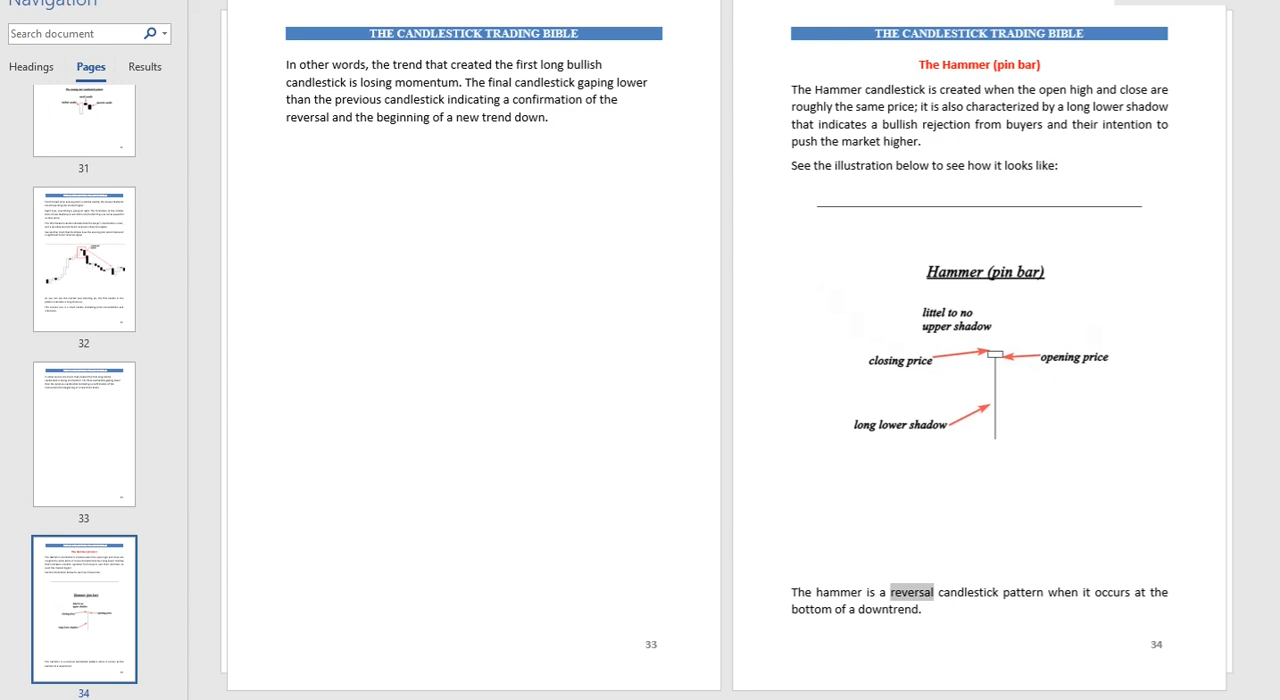 Navigation
Search document
Headings Pages Results
31
32
33
34
THE CANDLESTICK TRADING BIBLE
In other words, the trend that created the first long bullish
candlestick is losing momentum. The final candlestick gaping lower
than the previous candlestick indicating a confirmation of the
reversal and the beginning of a new trend down.
33
THE CANDLESTICK TRADING BIBLE
The Hammer (pin bar)
The Hammer candlestick is created when the open high and close are
roughly the same price; it is also characterized by a long lower shadow
that indicates a bullish rejection from buyers and their intention to
push the market higher.
See the illustration below to see how it looks like:
Hammer (pin bar)
littel to no
upper shadow
closing price
opening price
long lower shadow
The hammer is a reversal candlestick pattern when it occurs at the
bottom of a downtrend.
34